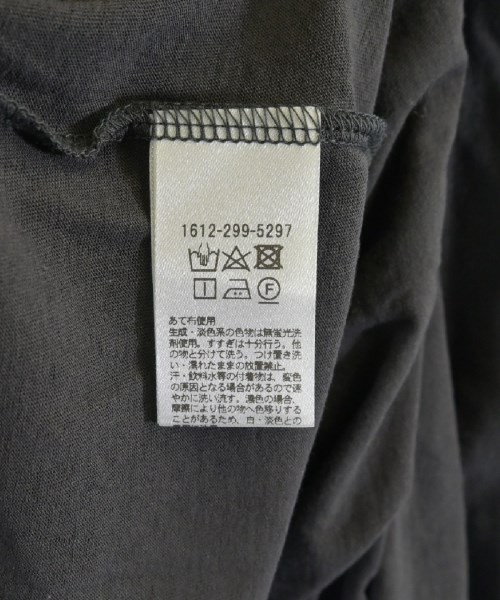 1612-299-5297
F
あて布使用
生成・淡色系の色物は無蛍光洗
剤使用。すすぎは十分行う。他
の物と分けて洗う。つけ置き洗
い・濡れたままの放置禁止。
汗・飲料水等の付着物は、変色
の原因となる場合があるので速
やかに洗い流す。濃色の場合、
摩擦により他の物へ色移りする
ことがあるため、白・淡色との